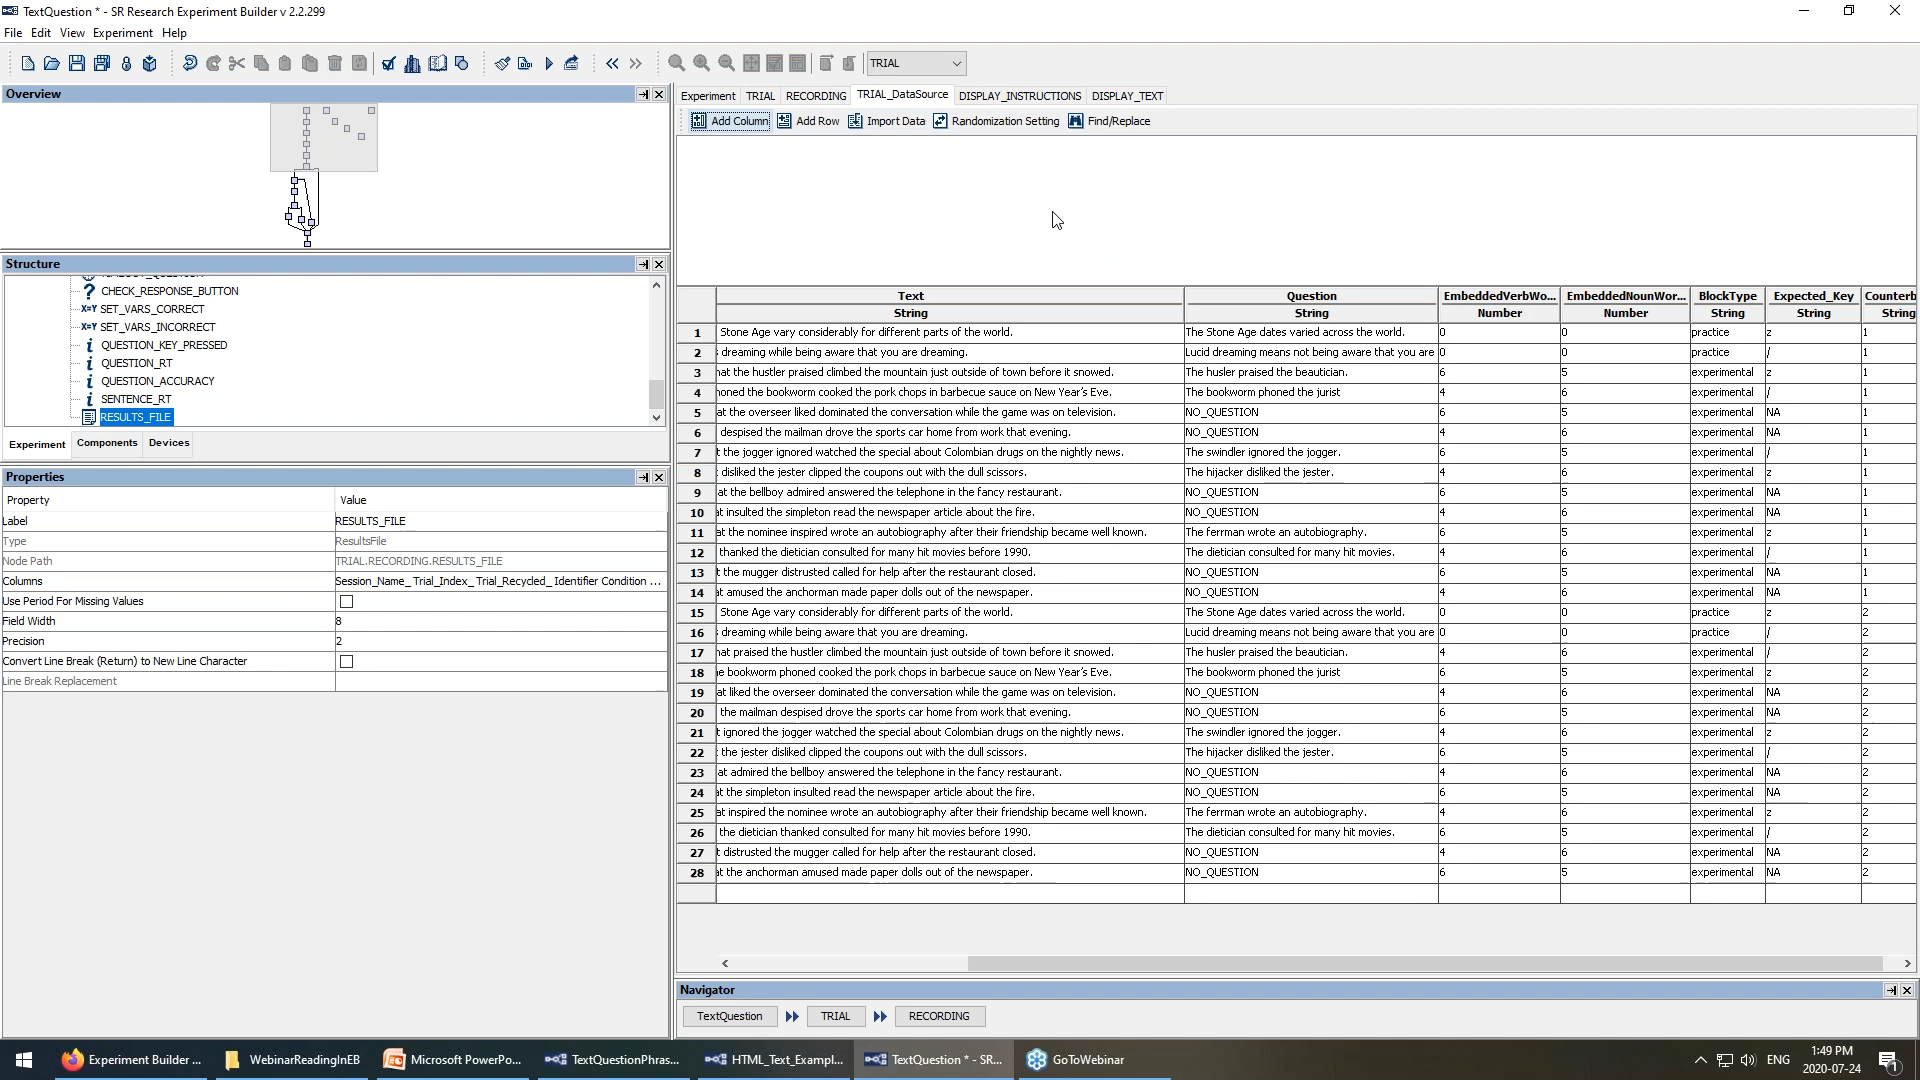 TextQuestion * - SR Research Experiment Builder v 2.2.299
File Edit View Experiment Help
TRIAL
Overview
Structure
CHECK_RESPONSE_BUTTON
X=Y SET_VARS_CORRECT
X=Y SET_VARS_INCORRECT
QUESTION_KEY_PRESSED
QUESTION_RT
QUESTION_ACCURACY
SENTENCE_RT
RESULTS_FILE
Experiment Components Devices
Properties
Property Value
Label RESULTS_FILE
Type ResultsFile
Node Path TRIAL.RECORDING.RESULTS_FILE
Columns Session_Name_ Trial_Index_ Trial_Recycled_ Identifier Condition ...
Use Period For Missing Values
Field Width 8
Precision 2
Convert Line Break (Return) to New Line Character
Line Break Replacement
Experiment TRIAL RECORDING TRIAL_DataSource DISPLAY_INSTRUCTIONS DISPLAY_TEXT
Add Column Add Row Import Data Randomization Setting Find/Replace
Text Question EmbeddedVerbWo... EmbeddedNounWor... BlockType Expected_Key Counterb
String String Number Number String String String
1 Stone Age vary considerably for different parts of the world. The Stone Age dates varied across the world. 0 0 practice z 1
2 s dreaming while being aware that you are dreaming. Lucid dreaming means not being aware that you are 0 0 practice / 1
3 hat the hustler praised climbed the mountain just outside of town before it snowed. The husler praised the beautician. 6 5 experimental z 1
4 honed the bookworm cooked the pork chops in barbecue sauce on New Year's Eve. The bookworm phoned the jurist 4 6 experimental / 1
5 at the overseer liked dominated the conversation while the game was on television. NO_QUESTION 6 5 experimental NA 1
6 despised the mailman drove the sports car home from work that evening. NO_QUESTION 4 6 experimental NA 1
7 t the jogger ignored watched the special about Colombian drugs on the nightly news. The swindler ignored the jogger. 6 5 experimental / 1
8 t disliked the jester clipped the coupons out with the dull scissors. The hijacker disliked the jester. 4 6 experimental z 1
9 at the bellboy admired answered the telephone in the fancy restaurant. NO_QUESTION 6 5 experimental NA 1
10 at insulted the simpleton read the newspaper article about the fire. NO_QUESTION 4 6 experimental NA 1
11 at the nominee inspired wrote an autobiography after their friendship became well known. The ferrman wrote an autobiography. 6 5 experimental z 1
12 thanked the dietician consulted for many hit movies before 1990. The dietician consulted for many hit movies. 4 6 experimental / 1
13 t the mugger distrusted called for help after the restaurant closed. NO_QUESTION 6 5 experimental NA 1
14 at amused the anchorman made paper dolls out of the newspaper. NO_QUESTION 4 6 experimental NA 1
15 Stone Age vary considerably for different parts of the world. The Stone Age dates varied across the world. 0 0 practice z 2
16 s dreaming while being aware that you are dreaming. Lucid dreaming means not being aware that you are 0 0 practice / 2
17 hat praised the hustler climbed the mountain just outside of town before it snowed. The husler praised the beautician. 4 6 experimental / 2
18 e bookworm phoned cooked the pork chops in barbecue sauce on New Year's Eve. The bookworm phoned the jurist 6 5 experimental z 2
19 at liked the overseer dominated the conversation while the game was on television. NO_QUESTION 4 6 experimental NA 2
20 the mailman despised drove the sports car home from work that evening. NO_QUESTION 6 5 experimental NA 2
21 t ignored the jogger watched the special about Colombian drugs on the nightly news. The swindler ignored the jogger. 4 6 experimental z 2
22 the jester disliked clipped the coupons out with the dull scissors. The hijacker disliked the jester. 6 5 experimental / 2
23 at admired the bellboy answered the telephone in the fancy restaurant. NO_QUESTION 4 6 experimental NA 2
24 at the simpleton insulted read the newspaper article about the fire. NO_QUESTION 6 5 experimental NA 2
25 at inspired the nominee wrote an autobiography after their friendship became well known. The ferrman wrote an autobiography. 4 6 experimental z 2
26 the dietician thanked consulted for many hit movies before 1990. The dietician consulted for many hit movies. 6 5 experimental / 2
27 t distrusted the mugger called for help after the restaurant closed. NO_QUESTION 4 6 experimental NA 2
28 at the anchorman amused made paper dolls out of the newspaper. NO_QUESTION 6 5 experimental NA 2
Navigator
TextQuestion TRIAL RECORDING
Experiment Builder ... WebinarReadingInEB Microsoft PowerPo... TextQuestionPhras... HTML_Text_Exampl... TextQuestion * - SR... GoToWebinar ENG 1:49 PM
2020-07-24 1